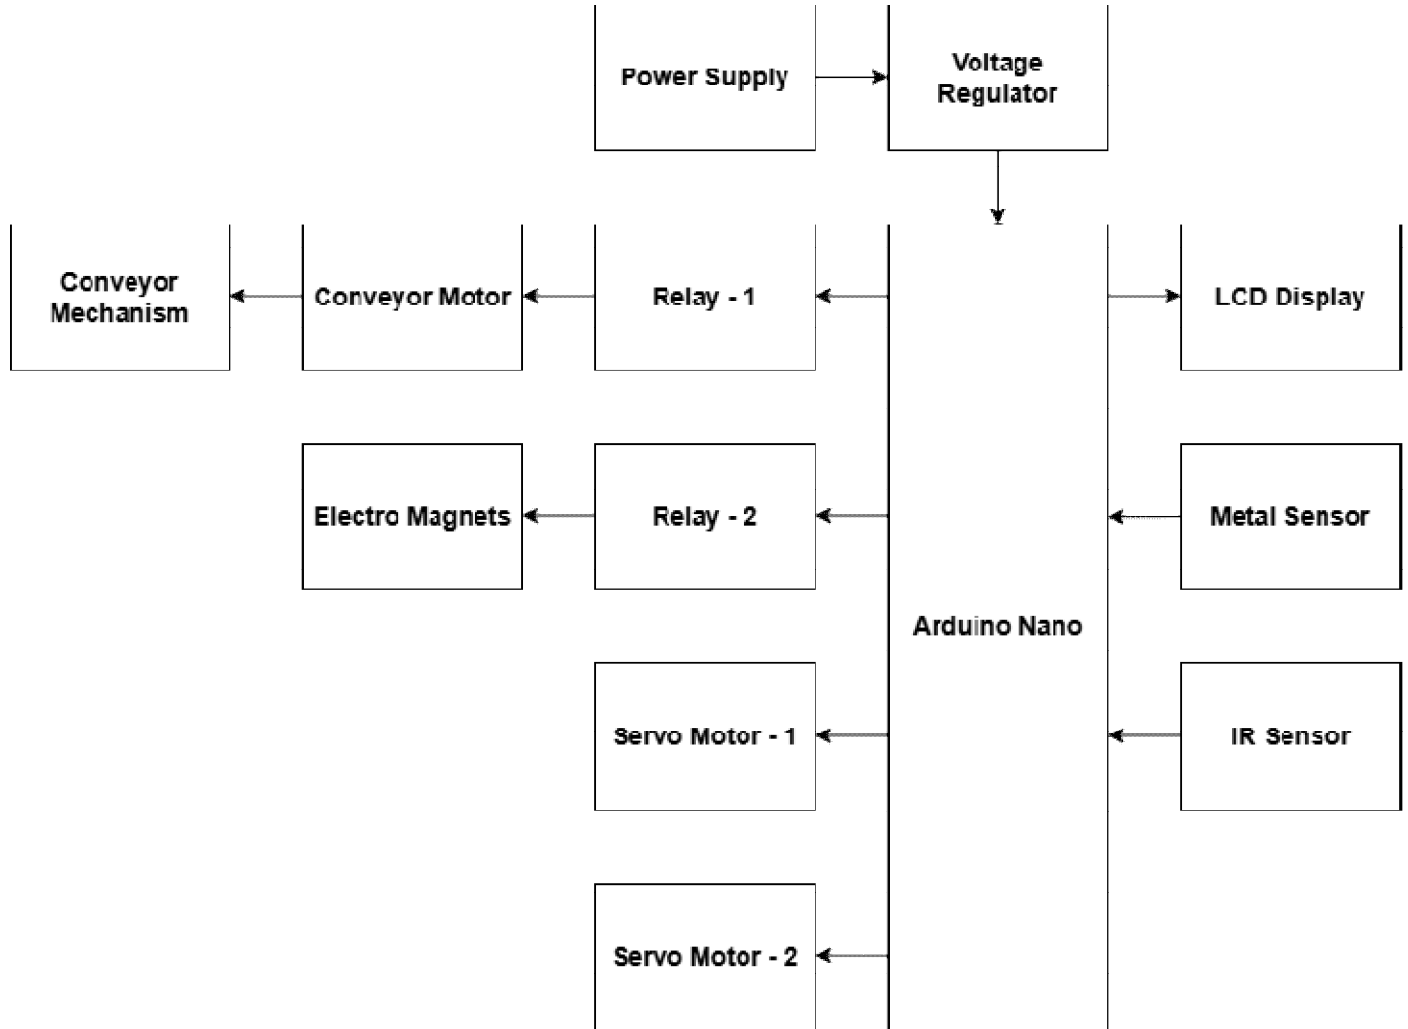 Power Supply
Voltage
Regulator
Conveyor
Mechanism
Conveyor Motor
Relay - 1
LCD Display
Electro Magnets
Relay - 2
Metal Sensor
Arduino Nano
Servo Motor - 1
IR Sensor
Servo Motor - 2